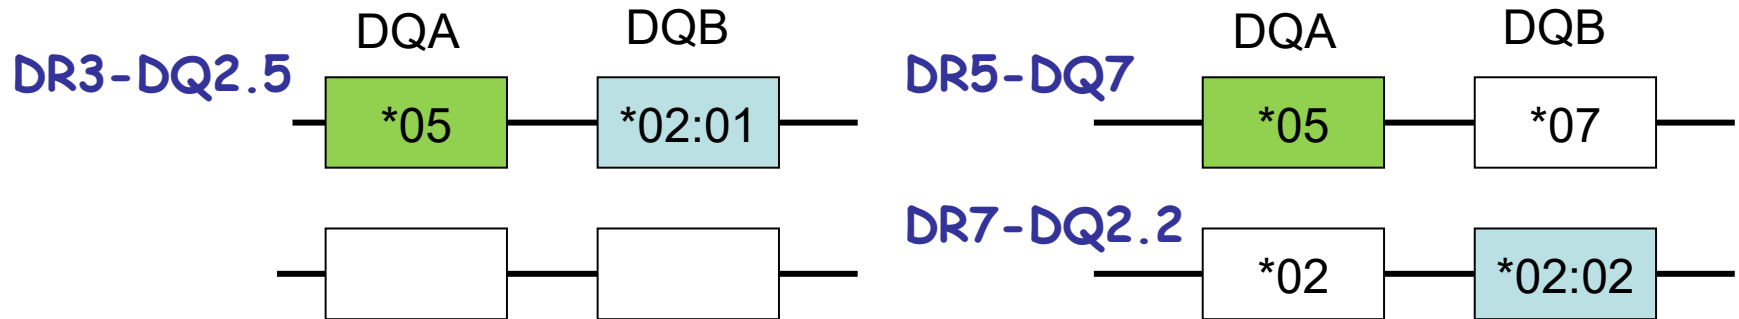 DQA DQB
DR3-DQ2.5
*05 *02:01
DQA DQB
DR5-DQ7
*05 *07
DR7-DQ2.2
*02 *02:02